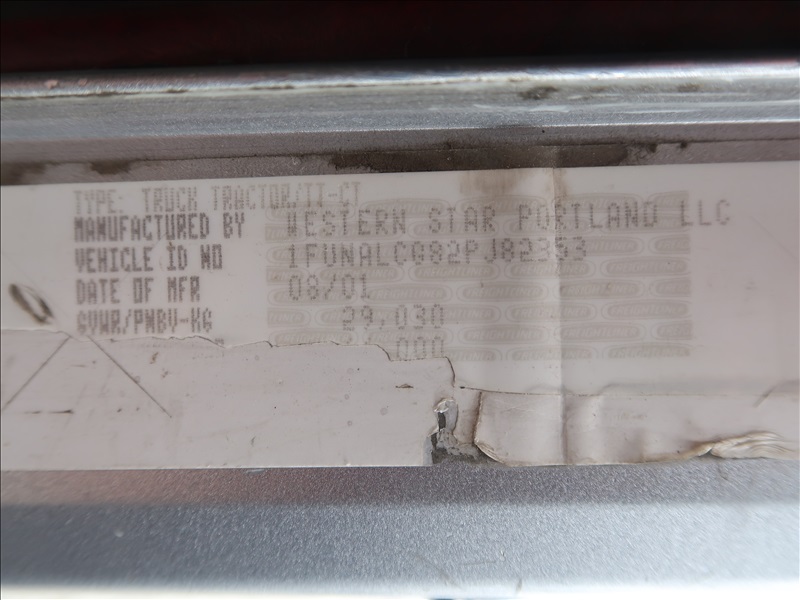 TYPE: TRUCK TRACTOR/TT-CT
MANUFACTURED BY WESTERN STAR PORTLAND LLC
VEHICLE ID NO 1FUNALCG82PJ82353
DATE OF MFR 08/01
GVWR/PNBV-KG 29,030
,000